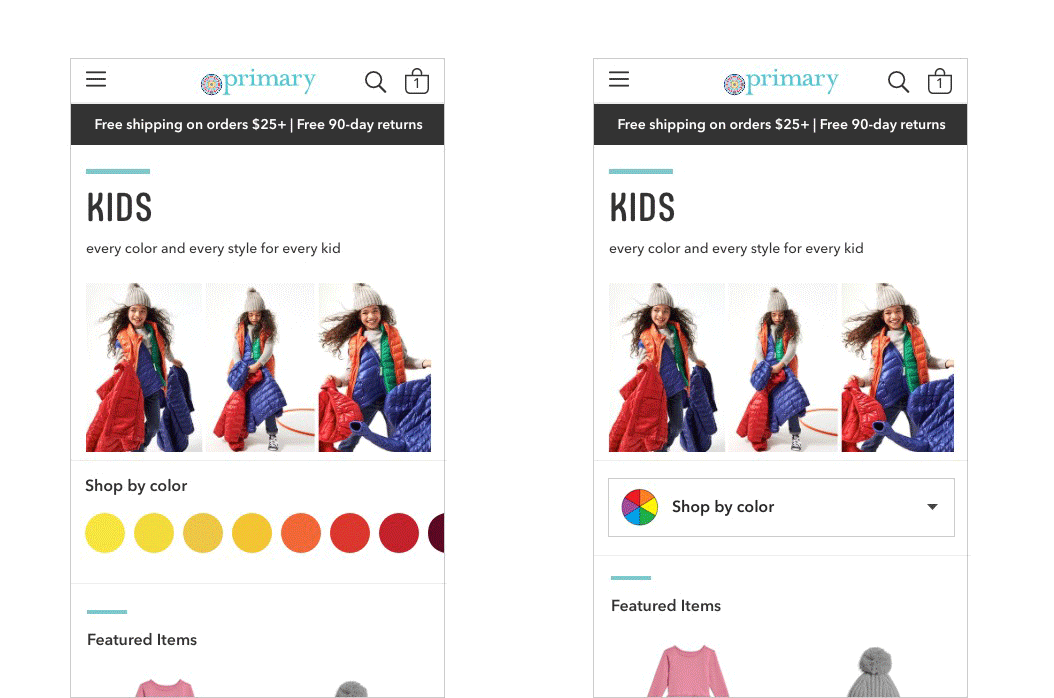 primary
1
Free shipping on orders $25+ | Free 90-day returns
KIDS
every color and every style for every kid
Shop by color
Featured Items
primary
1
Free shipping on orders $25+ | Free 90-day returns
KIDS
every color and every style for every kid
Shop by color
Featured Items